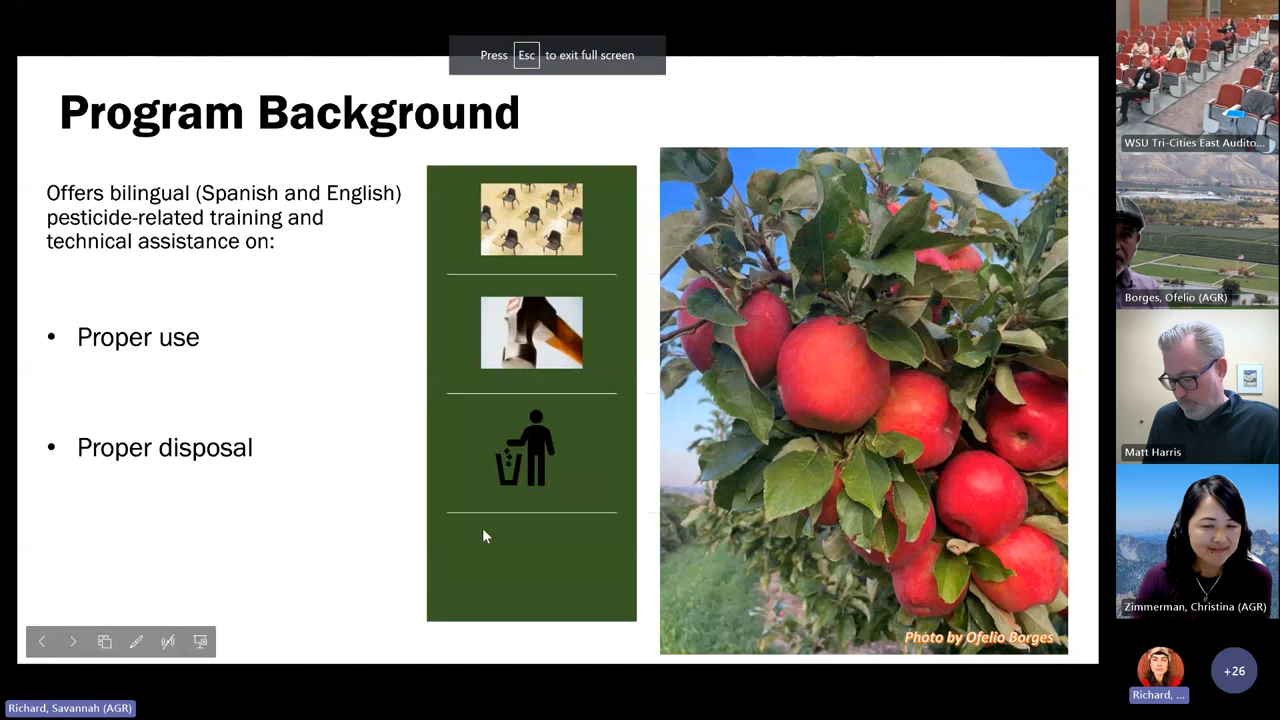 Press Esc to exit full screen
Program Background
Offers bilingual (Spanish and English)
pesticide-related training and
technical assistance on:
• Proper use
• Proper disposal
Photo by Ofelio Borges
WSU Tri-Cities East Audito...
Borges, Ofelio (AGR)
Matt Harris
Zimmerman, Christina (AGR)
Richard, ...
+26
Richard, Savannah (AGR)